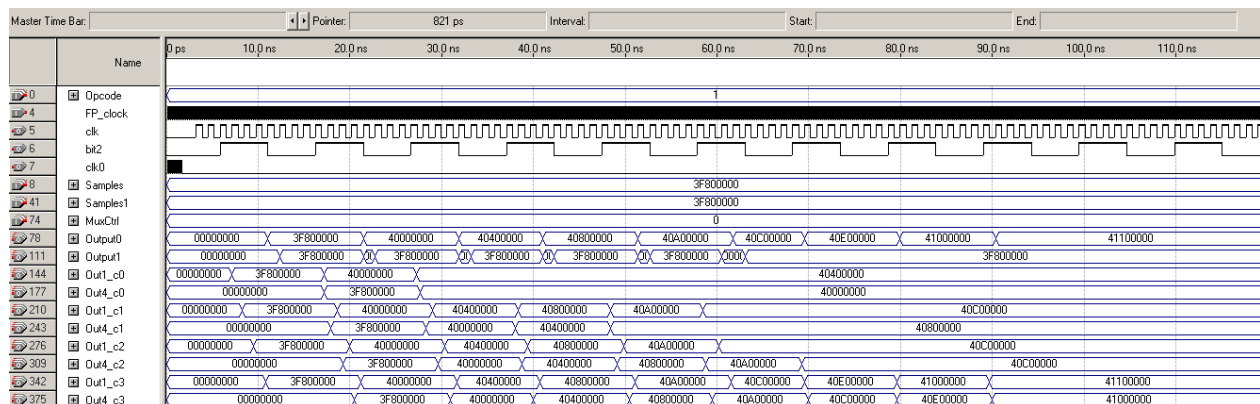 Master Time Bar: Pointer: 821 ps Interval: Start: End:
0 ps 10.0 ns 20.0 ns 30.0 ns 40.0 ns 50.0 ns 60.0 ns 70.0 ns 80.0 ns 90.0 ns 100.0 ns 110.0 ns
Name
0 Opcode 1
4 FP_clock
5 clk
6 bit2
7 clk0
8 Samples 3F800000
41 Samples1 3F800000
74 MuxCtrl 0
78 Output0 00000000 3F800000 40000000 40400000 40800000 40A00000 40C00000 40E00000 41000000 41100000
111 Output1 00000000 3F800000 3F800000 3F800000 3F800000 3F800000 3F800000
144 Out1_c0 00000000 3F800000 40000000 40400000
177 Out4_c0 00000000 3F800000 40000000
210 Out1_c1 00000000 3F800000 40000000 40400000 40800000 40A00000 40C00000
243 Out4_c1 00000000 3F800000 40000000 40400000 40800000
276 Out1_c2 00000000 3F800000 40000000 40400000 40800000 40A00000 40C00000
309 Out4_c2 00000000 3F800000 40000000 40400000 40800000 40A00000 40C00000
342 Out1_c3 00000000 3F800000 40000000 40400000 40800000 40A00000 40C00000 40E00000 41000000 41100000
375 Out4_c3 00000000 3F800000 40000000 40400000 40800000 40A00000 40C00000 40E00000 41000000